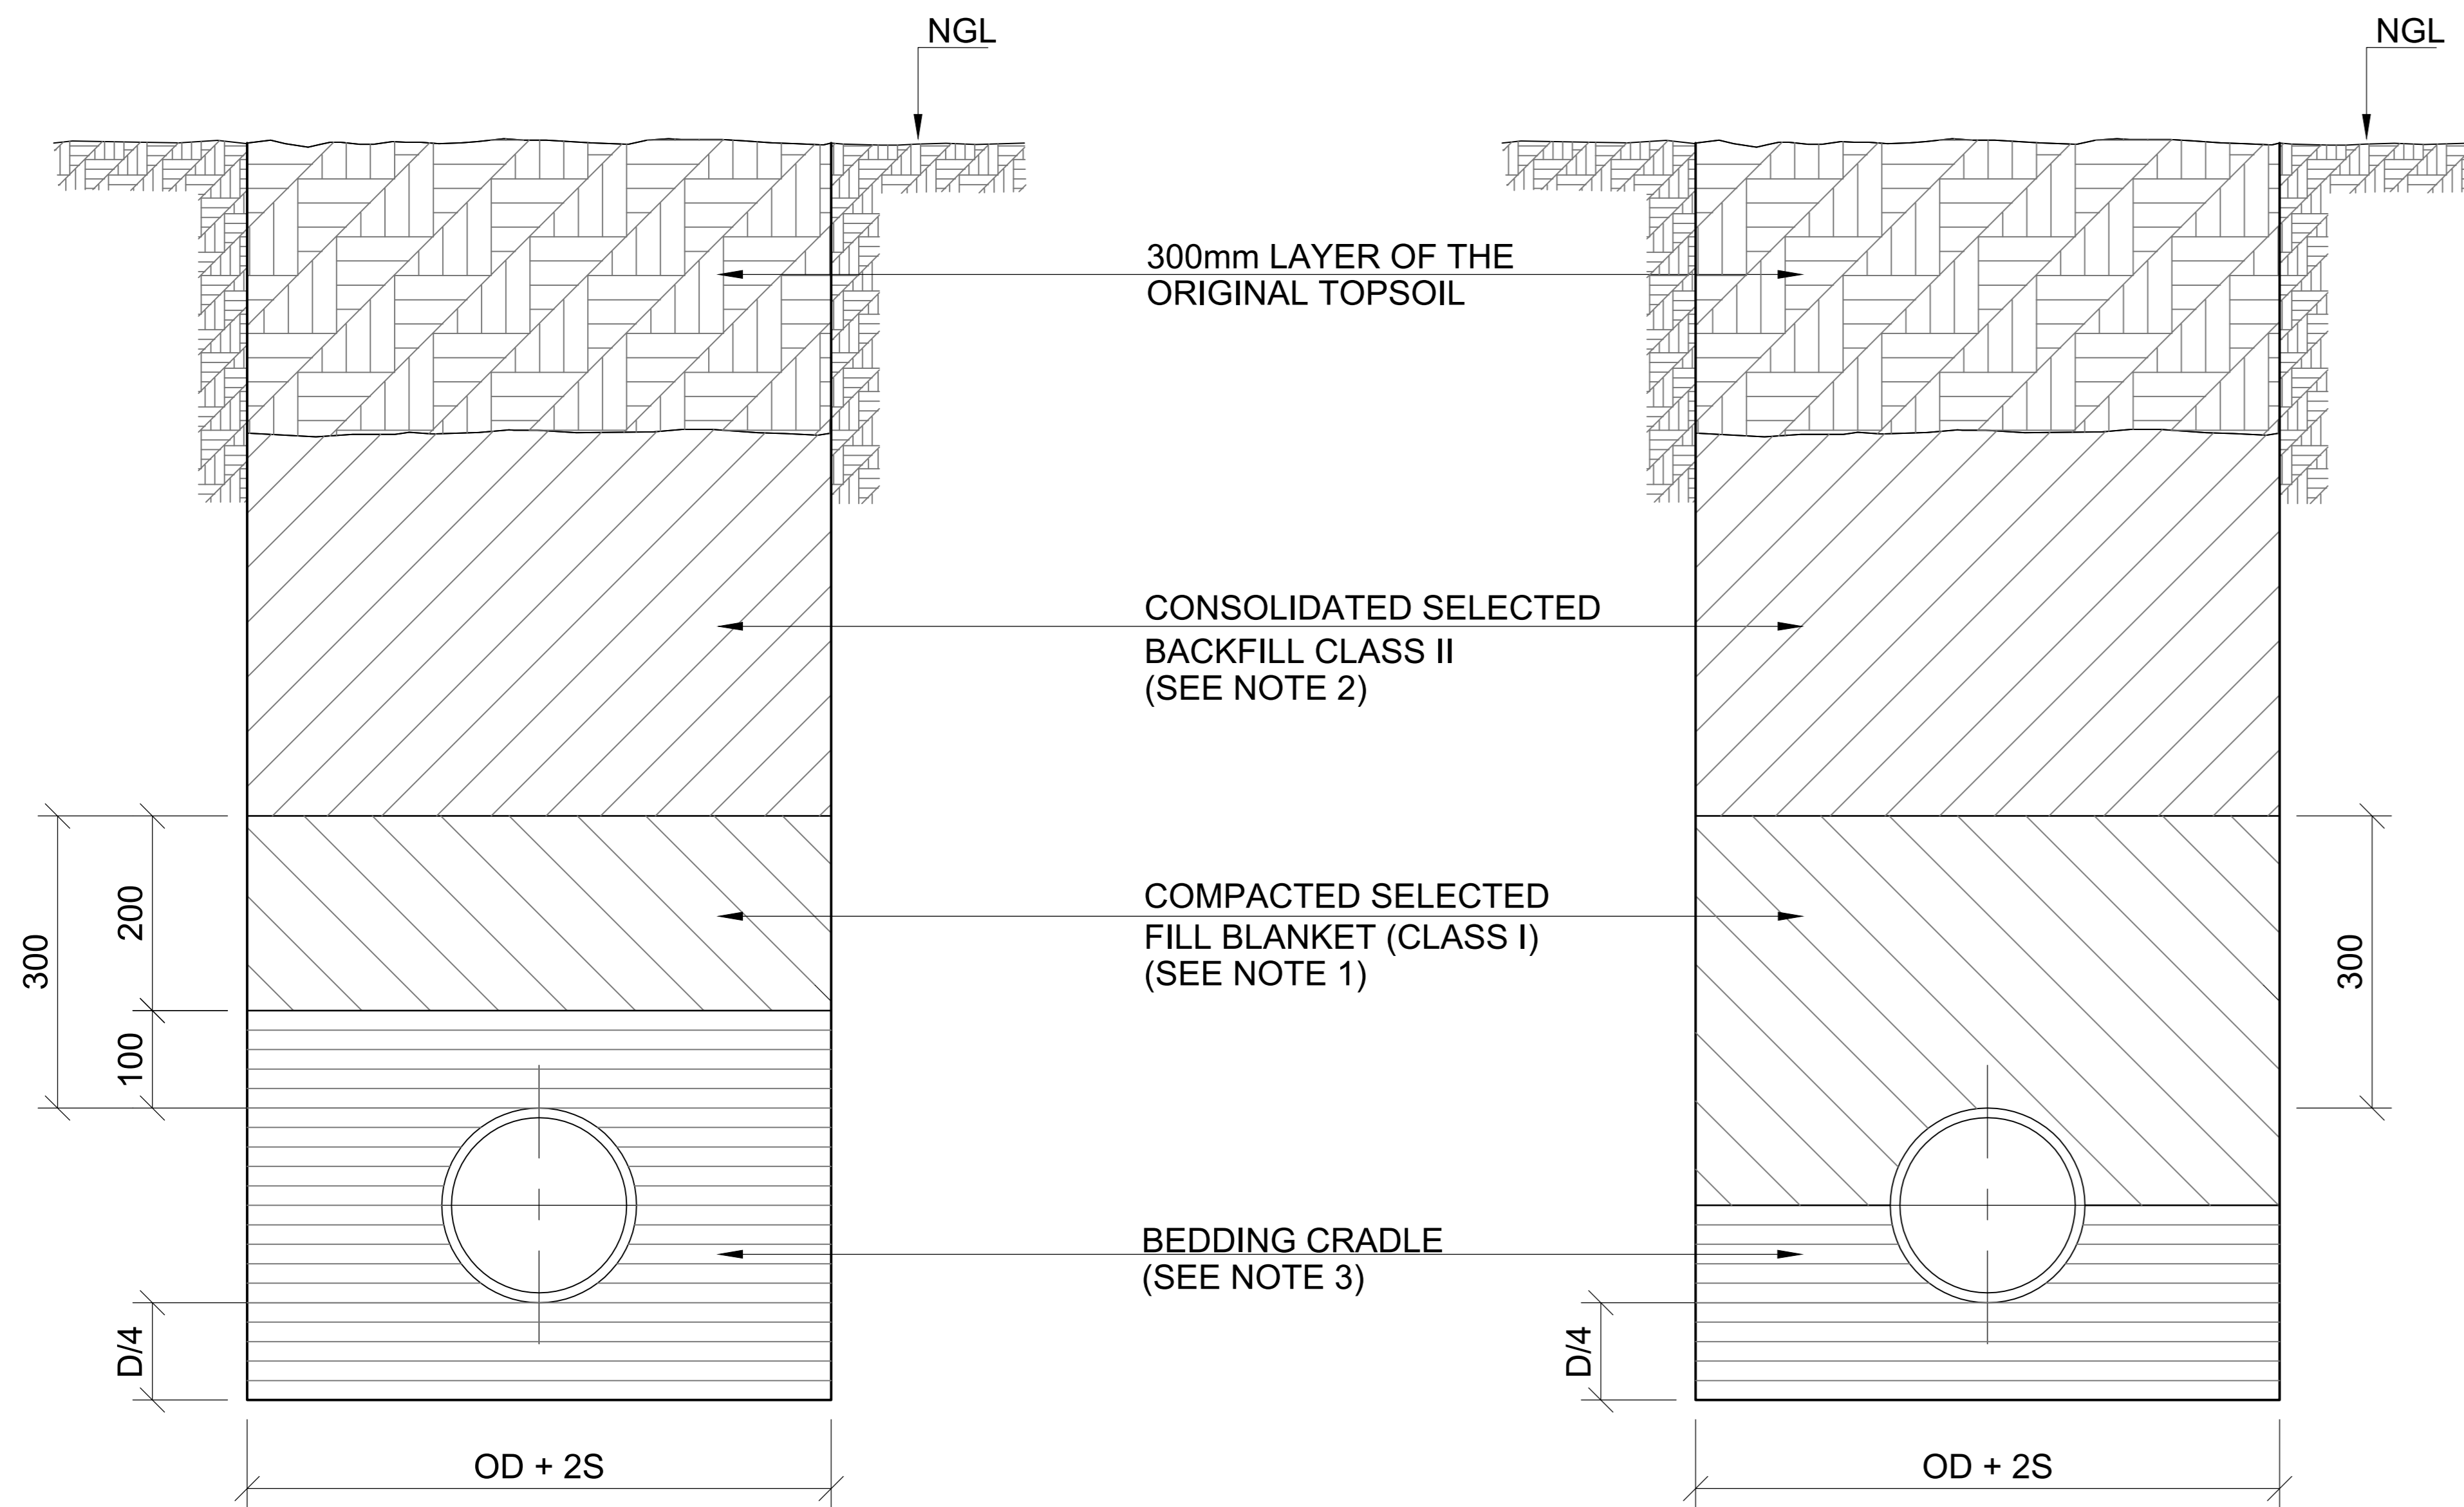 NGL
NGL
300mm LAYER OF THE
ORIGINAL TOPSOIL
CONSOLIDATED SELECTED
BACKFILL CLASS II
(SEE NOTE 2)
300
200
COMPACTED SELECTED
FILL BLANKET (CLASS I)
(SEE NOTE 1)
300
100
BEDDING CRADLE
(SEE NOTE 3)
D/4
D/4
OD + 2S
OD + 2S